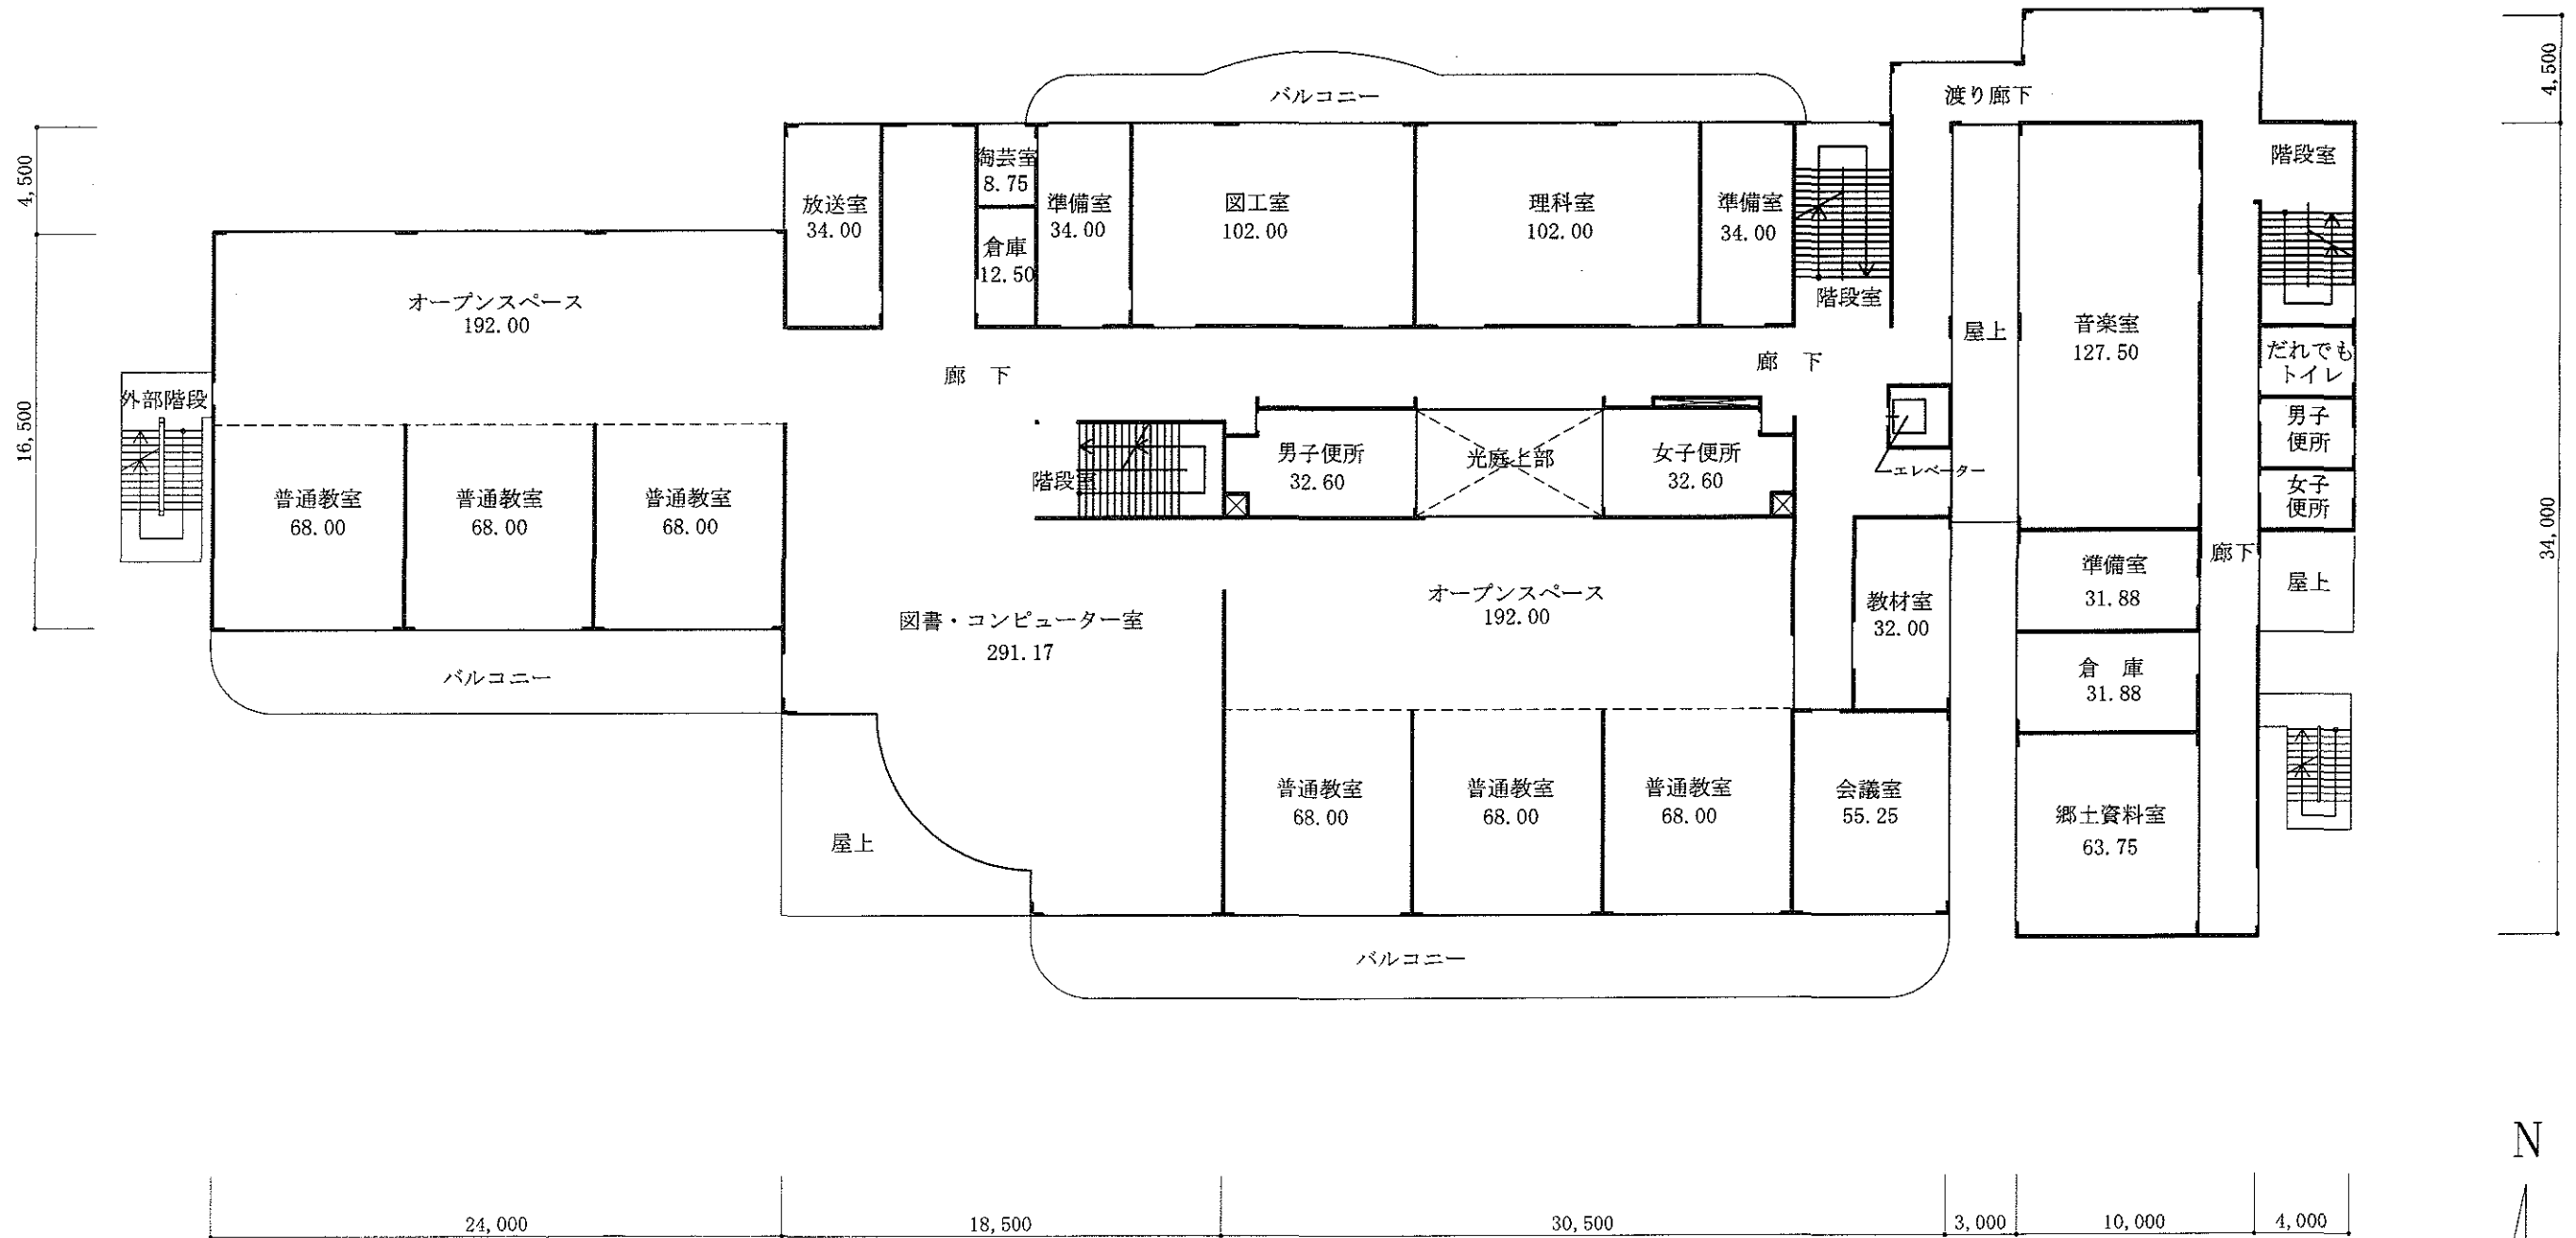 4,500
バルコニー
渡り廊下
4,500
階段室
陶芸室
8.75
放送室
34.00
準備室
34.00
図工室
102.00
理科室
102.00
準備室
34.00
倉庫
12.50
階段室
オープンスペース
192.00
屋上
音楽室
127.50
だれでも
トイレ
廊 下
廊 下
外部階段
男子
便所
16,500
男子便所
32.60
光庭上部
女子便所
32.60
エレベーター
階段室
女子
便所
普通教室
68.00
普通教室
68.00
普通教室
68.00
34,000
廊下
準備室
31.88
屋上
オープンスペース
192.00
教材室
32.00
図書・コンピューター室
291.17
倉 庫
31.88
バルコニー
普通教室
68.00
普通教室
68.00
普通教室
68.00
会議室
55.25
郷土資料室
63.75
屋上
バルコニー
N
24,000
18,500
30,500
3,000
10,000
4,000